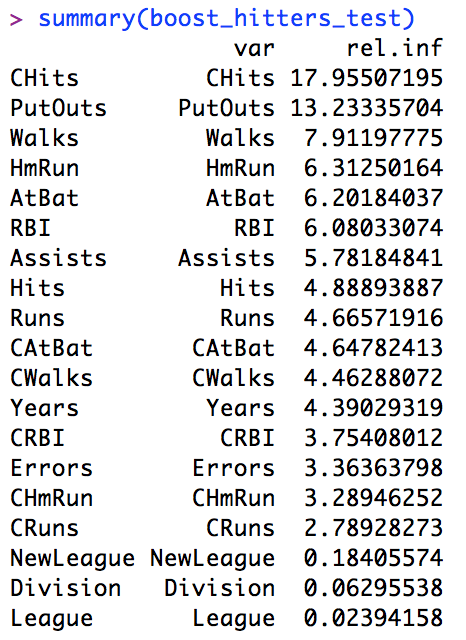 > summary(boost_hitters_test)
var rel.inf
CHits CHits 17.95507195
PutOuts PutOuts 13.23335704
Walks Walks 7.91197775
HmRun HmRun 6.31250164
AtBat AtBat 6.20184037
RBI RBI 6.08033074
Assists Assists 5.78184841
Hits Hits 4.88893887
Runs Runs 4.66571916
CAtBat CAtBat 4.64782413
CWalks CWalks 4.46288072
Years Years 4.39029319
CRBI CRBI 3.75408012
Errors Errors 3.36363798
CHmRun CHmRun 3.28946252
CRuns CRuns 2.78928273
NewLeague NewLeague 0.18405574
Division Division 0.06295538
League League 0.02394158